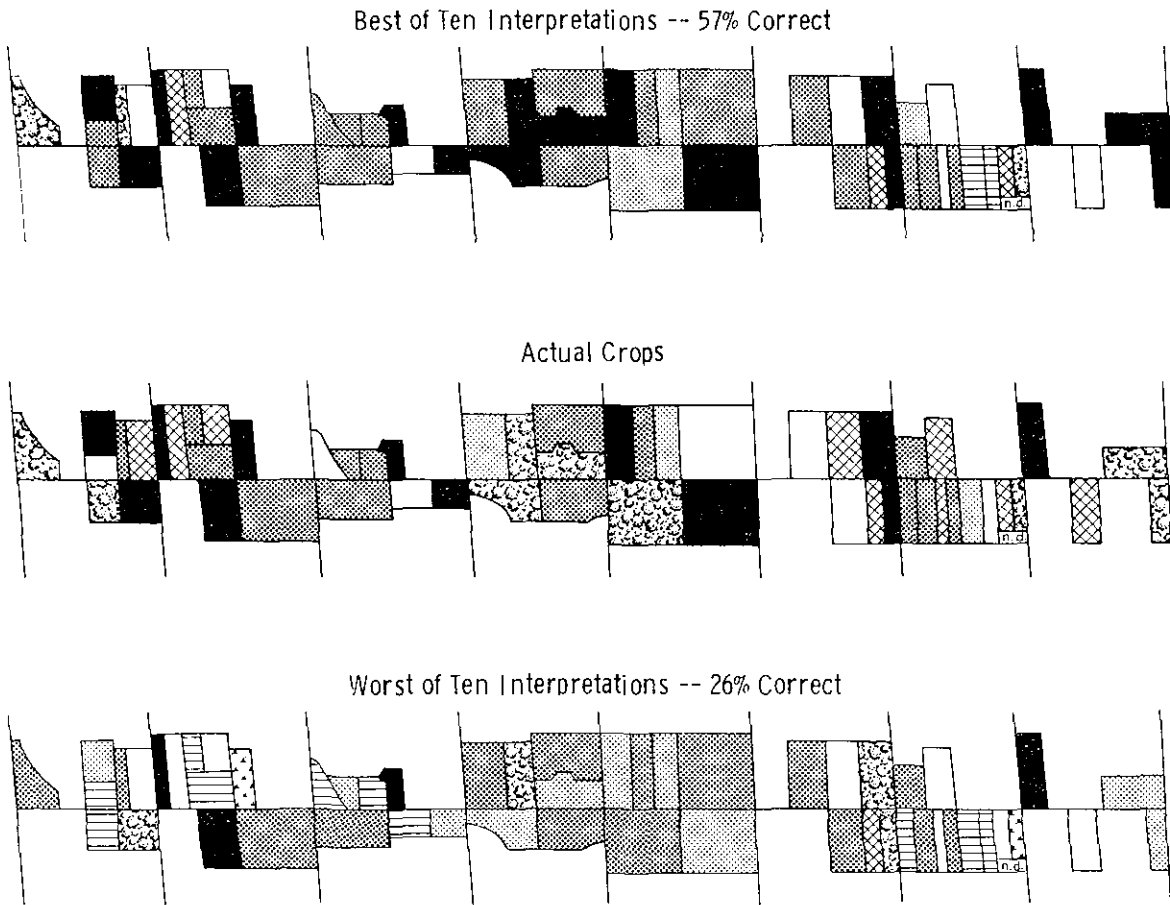 Best of Ten Interpretations -- 57% Correct
n.d.
Actual Crops
n.d.
Worst of Ten Interpretations -- 26% Correct
n.d.